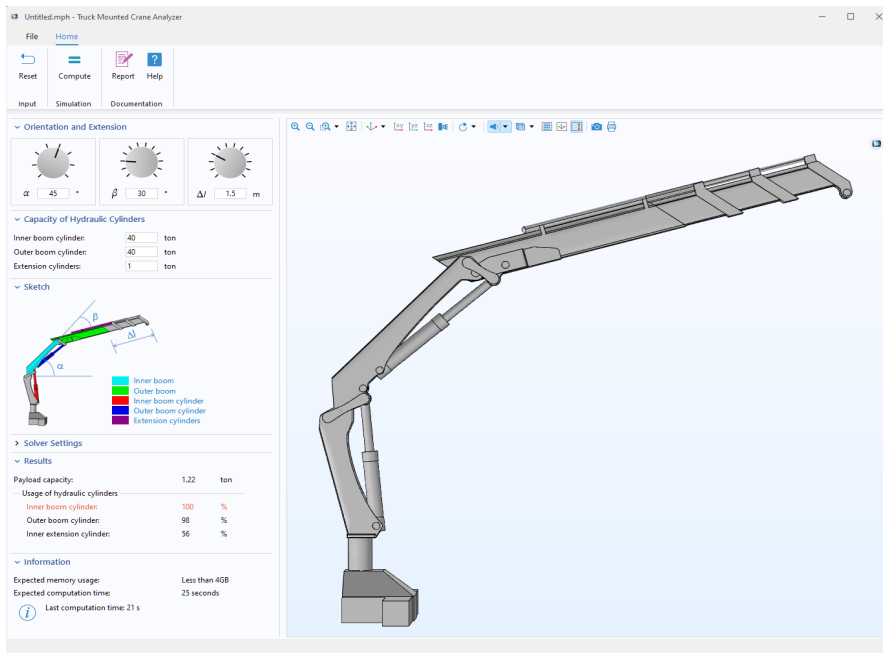 Untitled.mph - Truck Mounted Crane Analyzer
File Home
Reset Compute Report Help
Input Simulation Documentation
Orientation and Extension
α 45 ° β 30 ° Δl 1.5 m
Capacity of Hydraulic Cylinders
Inner boom cylinder: 40 ton
Outer boom cylinder: 40 ton
Extension cylinders: 1 ton
Sketch
β
Δl
α
Inner boom
Outer boom
Inner boom cylinder
Outer boom cylinder
Extension cylinders
Solver Settings
Results
Payload capacity: 1.22 ton
Usage of hydraulic cylinders
Inner boom cylinder: 100 %
Outer boom cylinder: 98 %
Inner extension cylinder: 56 %
Information
Expected memory usage: Less than 4GB
Expected computation time: 25 seconds
i Last computation time: 21 s
xy yz xz